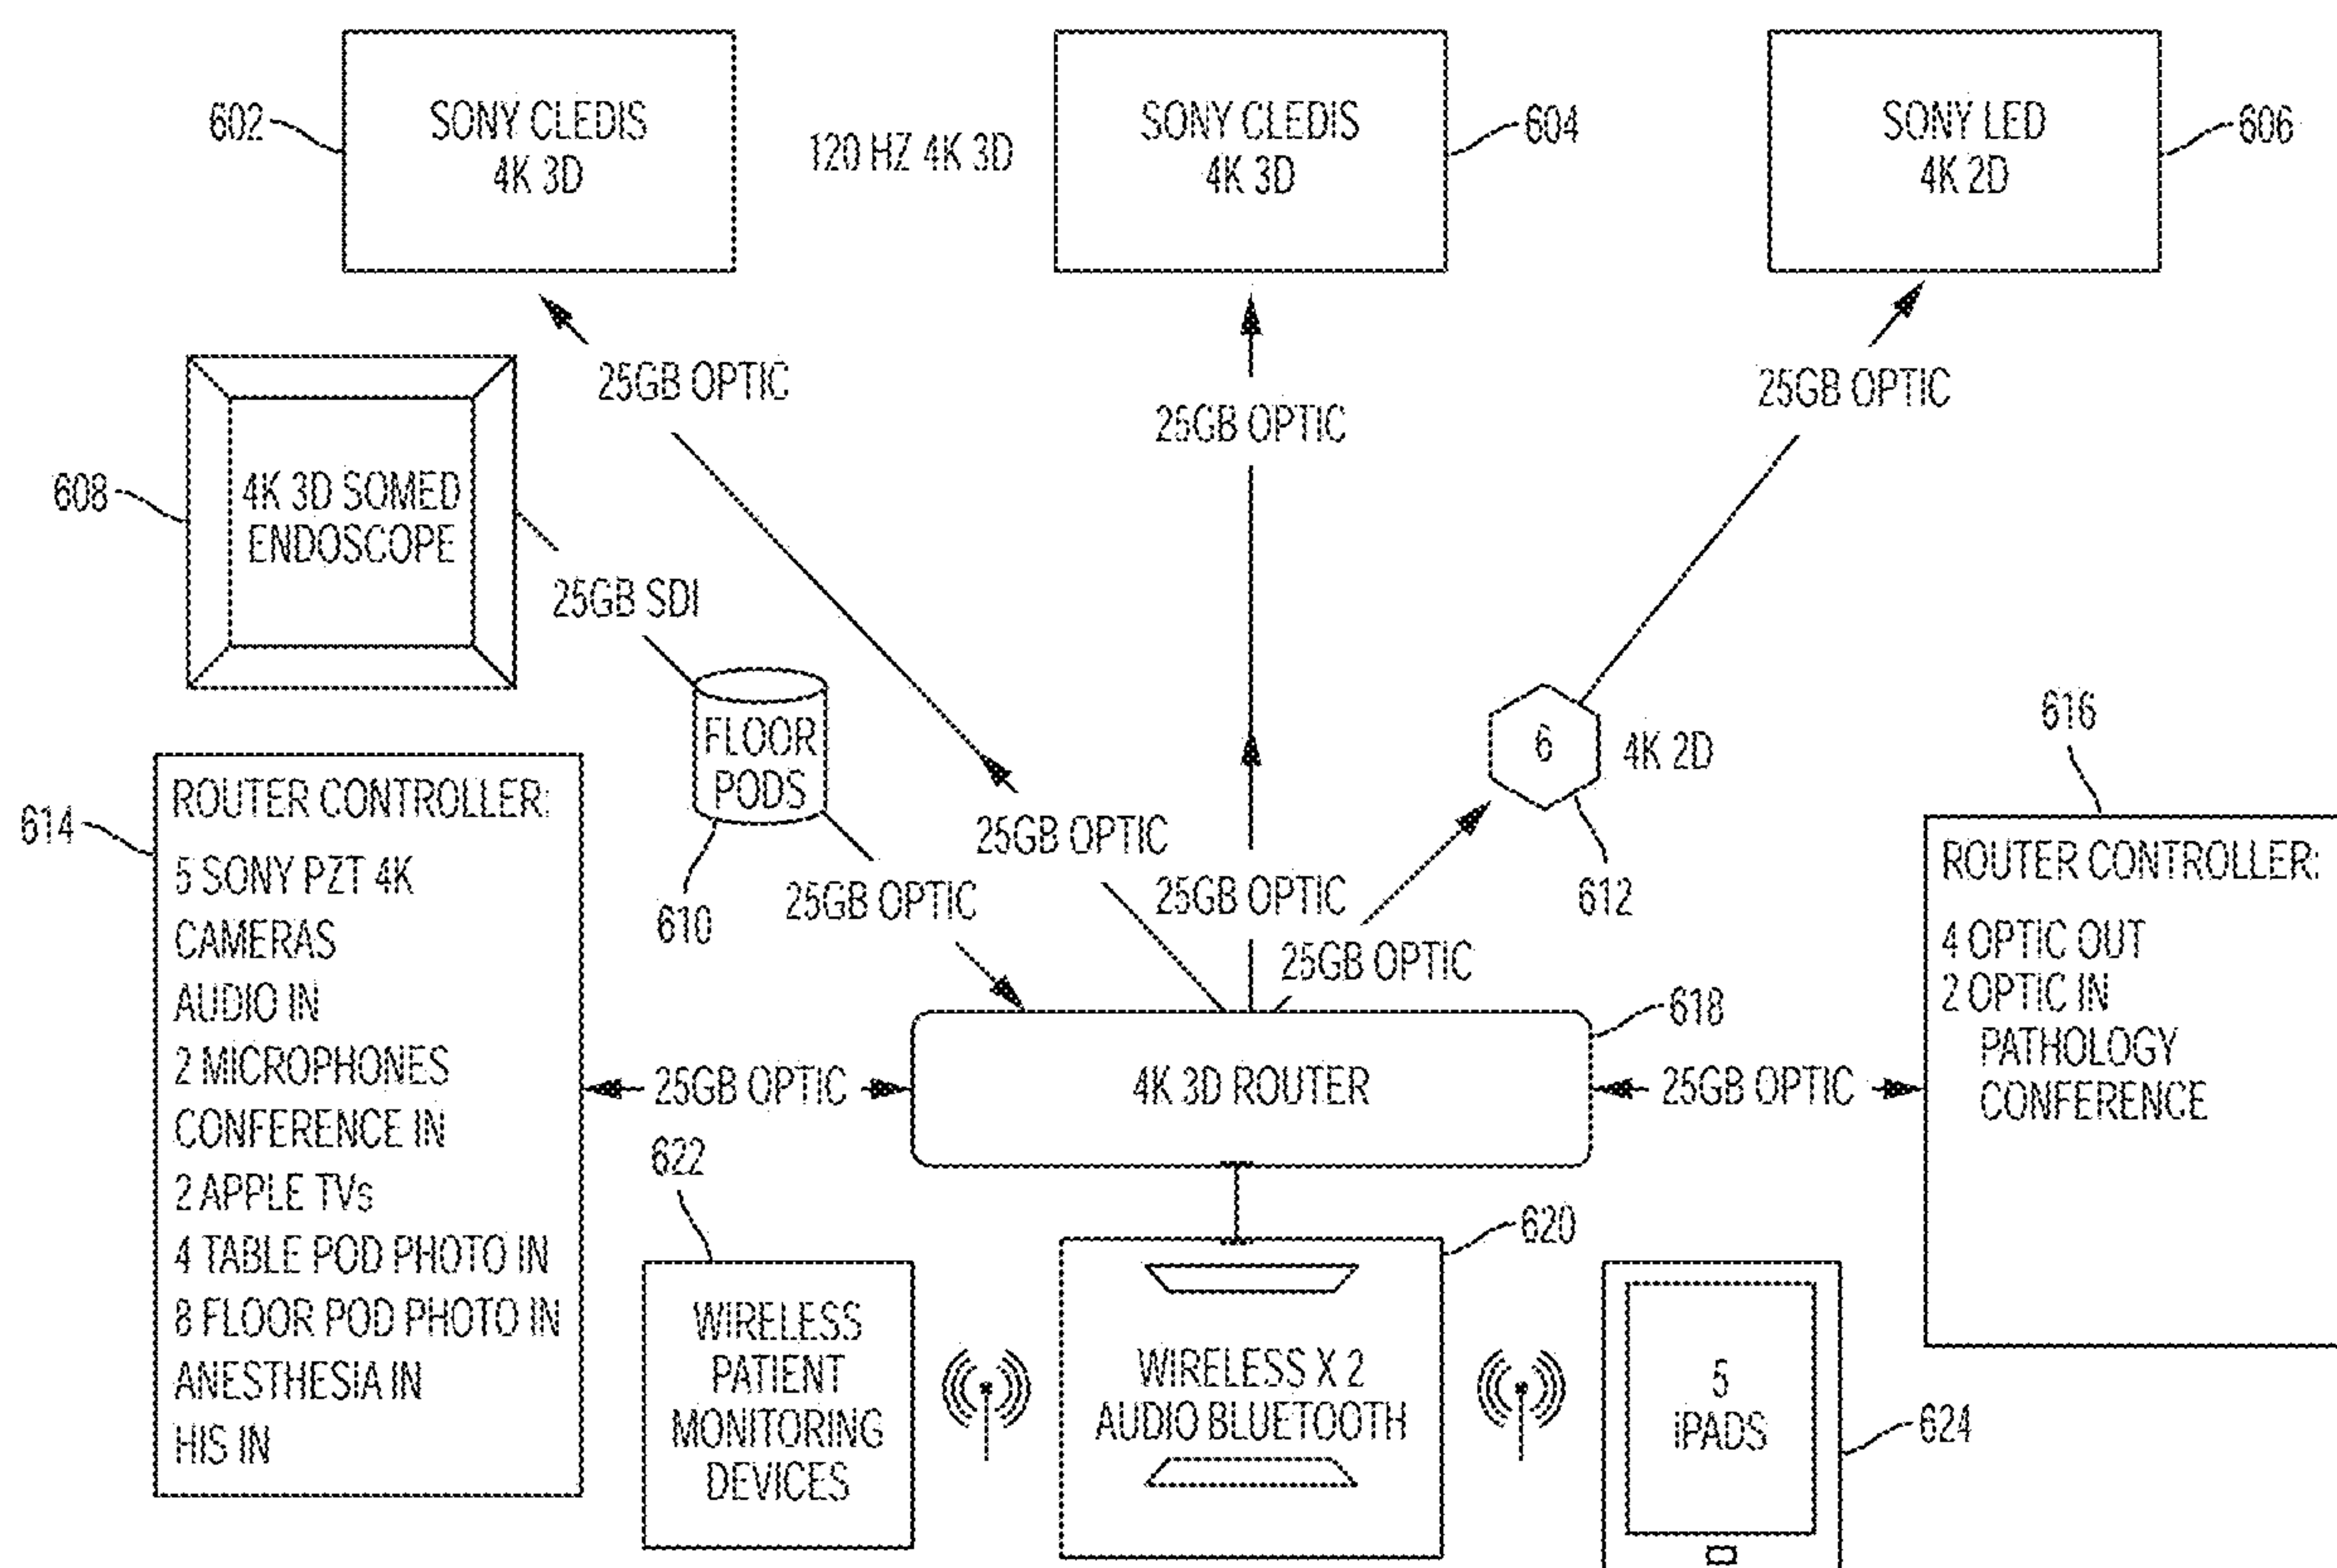 602
SONY CLEDIS
4K 3D
120 HZ 4K 3D
SONY CLEDIS
4K 3D
604
SONY LED
4K 2D
606
25GB OPTIC
25GB OPTIC
25GB OPTIC
608
4K 3D SOMED
ENDOSCOPE
25GB SDI
FLOOR
PODS
610
25GB OPTIC
25GB OPTIC
25GB OPTIC
25GB OPTIC
6
4K 2D
612
614
ROUTER CONTROLLER:
5 SONY PZT 4K
CAMERAS
AUDIO IN
2 MICROPHONES
CONFERENCE IN
2 APPLE TVs
4 TABLE POD PHOTO IN
8 FLOOR POD PHOTO IN
ANESTHESIA IN
HIS IN
616
ROUTER CONTROLLER:
4 OPTIC OUT
2 OPTIC IN
PATHOLOGY
CONFERENCE
25GB OPTIC
4K 3D ROUTER
618
25GB OPTIC
622
WIRELESS
PATIENT
MONITORING
DEVICES
620
WIRELESS X 2
AUDIO BLUETOOTH
5
iPADS
624